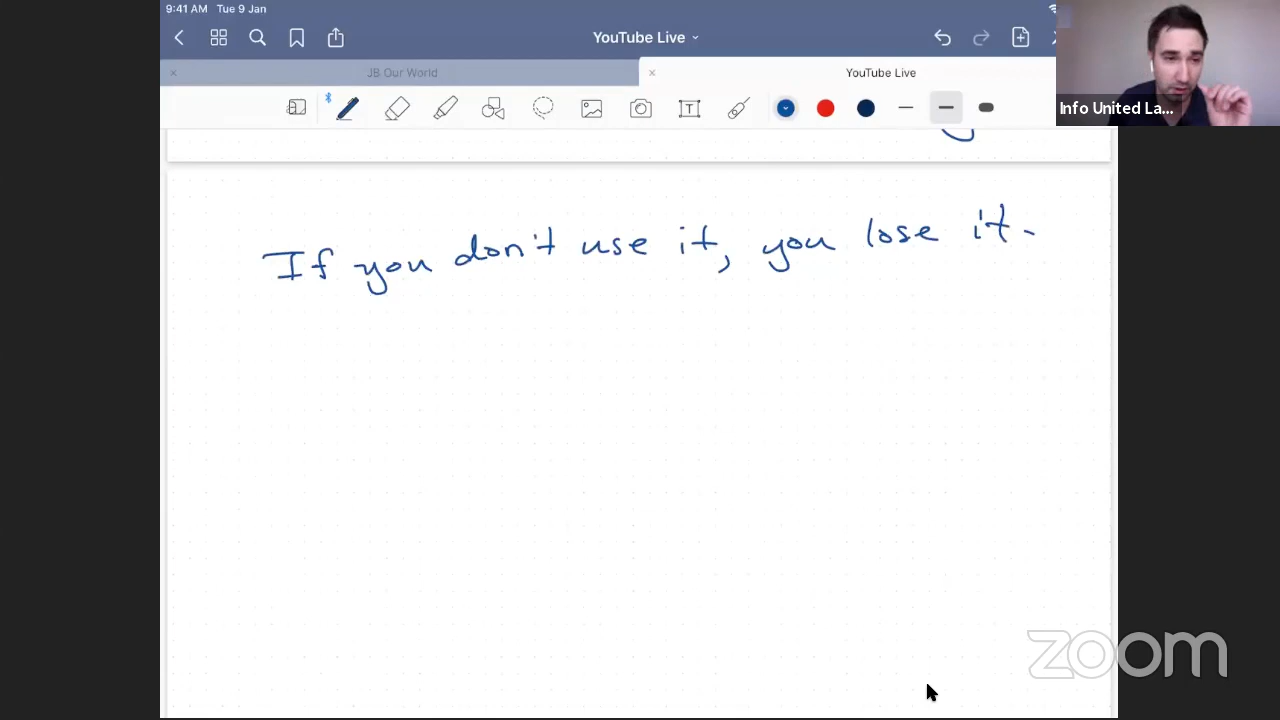 9:41 AM Tue 9 Jan
YouTube Live
JB Our World
YouTube Live
T
Info United La...
If you don't use it, you lose it.
zoom